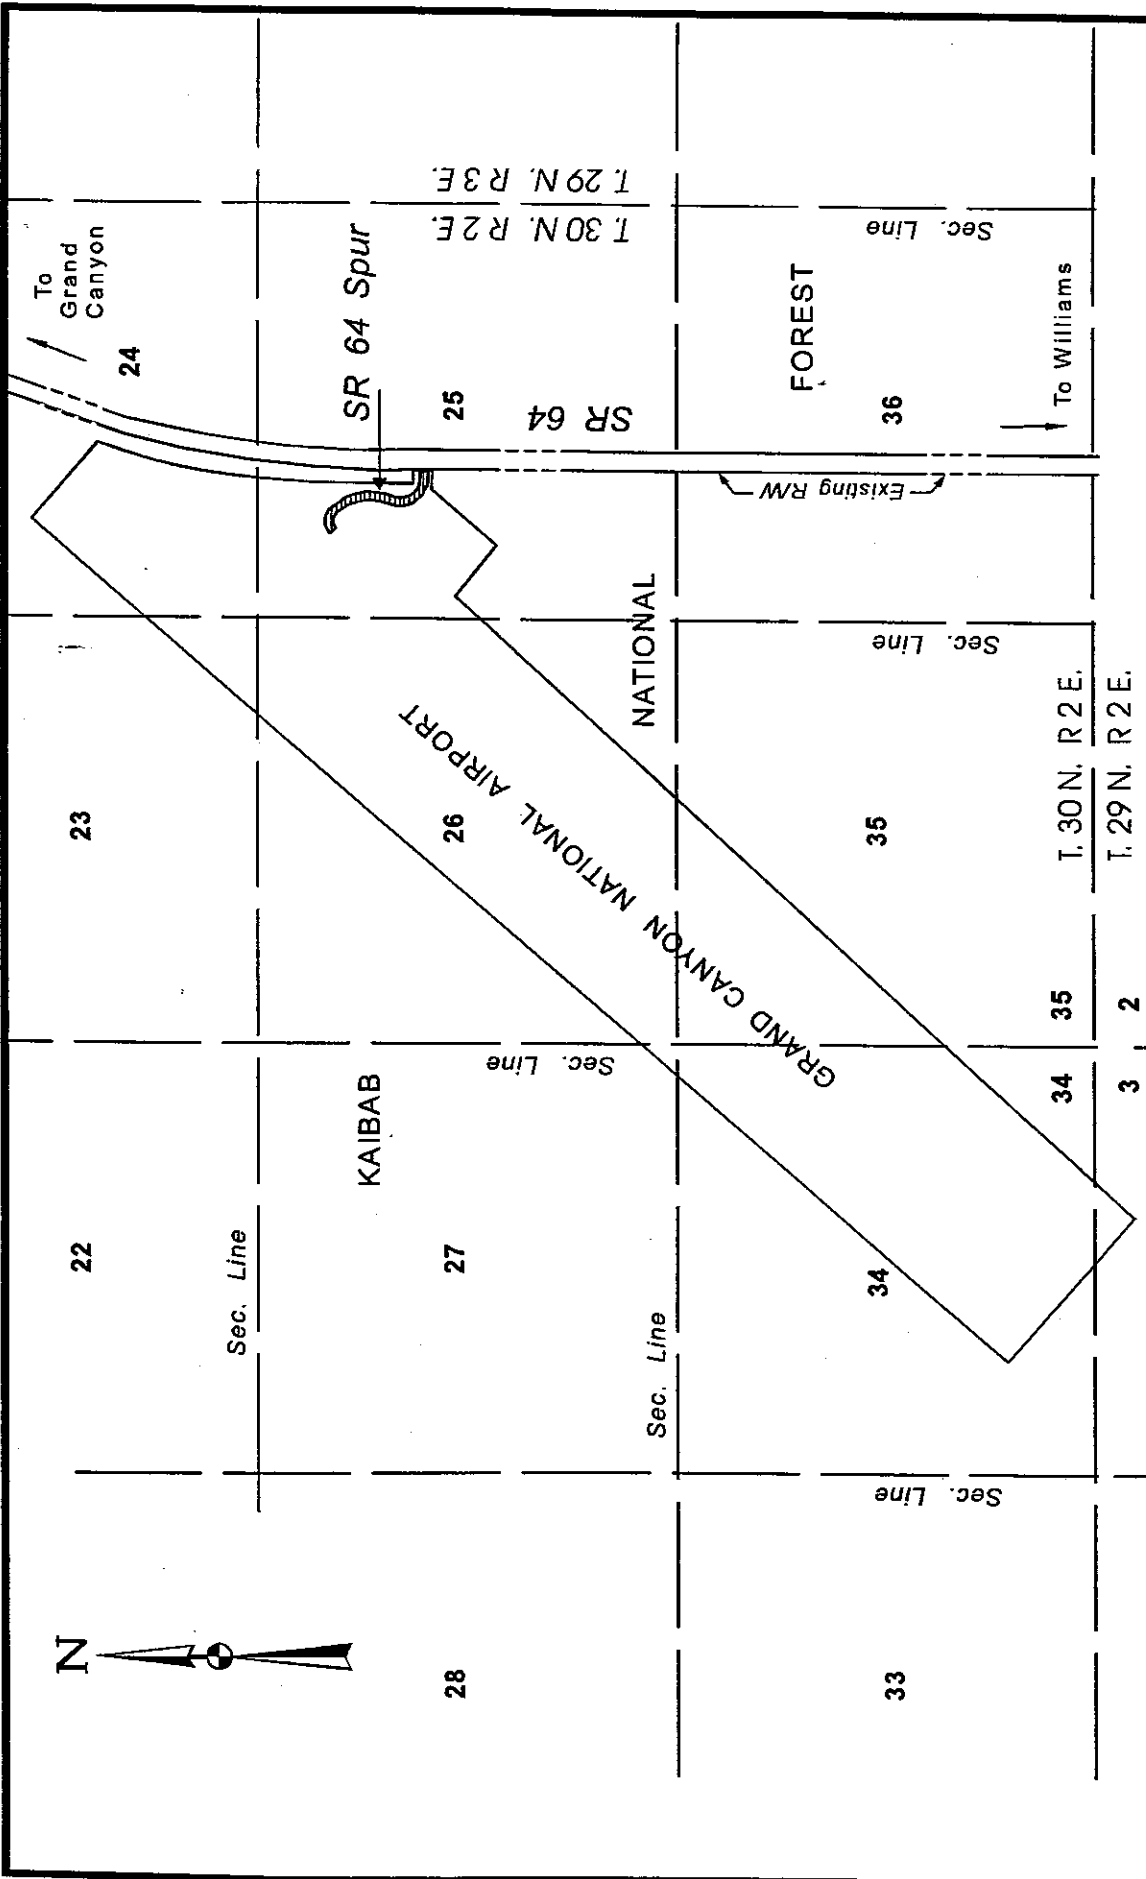 To
Grand
Canyon
24
T. 29 N. R 3 E.
T. 30 N. R 2 E.
SR 64 Spur
25
SR 64
FOREST
36
Sec. Line
To Williams
Existing R/W
23
26
NATIONAL
35
Sec. Line
GRAND CANYON NATIONAL AIRPORT
T. 30 N. R 2 E.
T. 29 N. R 2 E.
34
35
3
2
22
KAIBAB
Sec. Line
Sec. Line
27
Sec. Line
34
Sec. Line
N
28
33